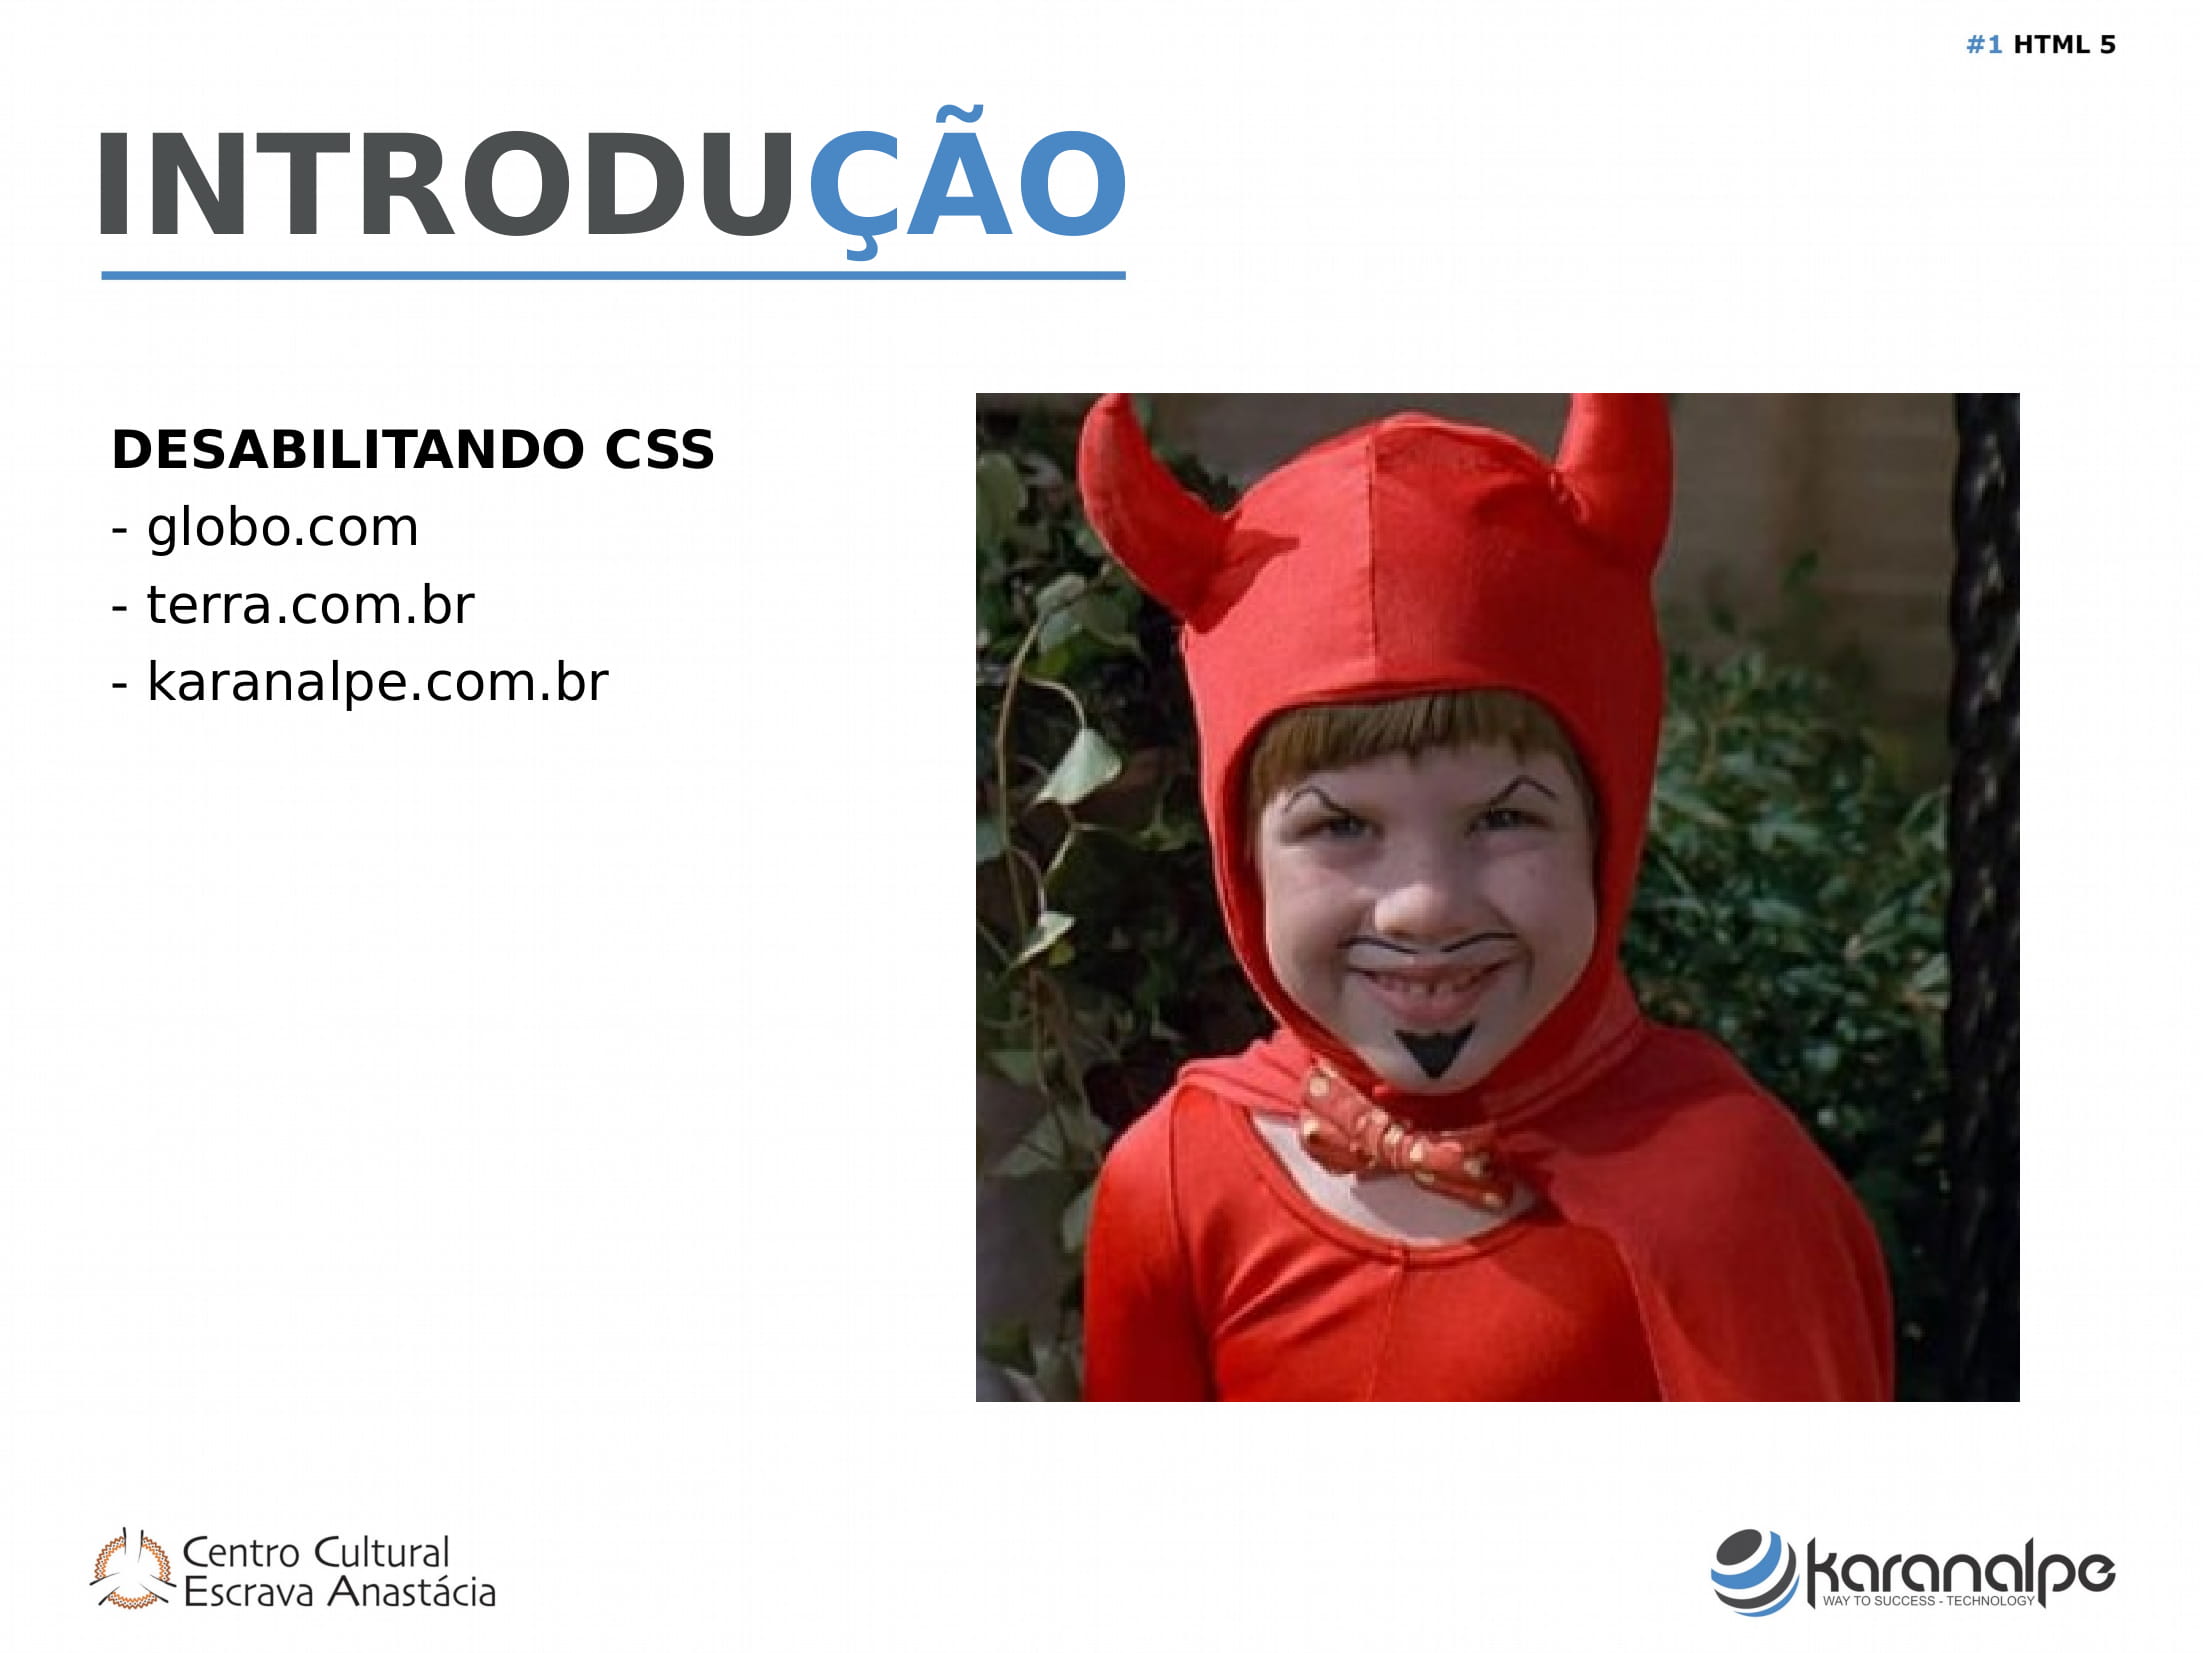 #1 HTML 5
INTRODUÇÃO
DESABILITANDO CSS
- globo.com
- terra.com.br
- karanalpe.com.br
Centro Cultural
Escrava Anastácia
karanalpe
WAY TO SUCCESS - TECHNOLOGY